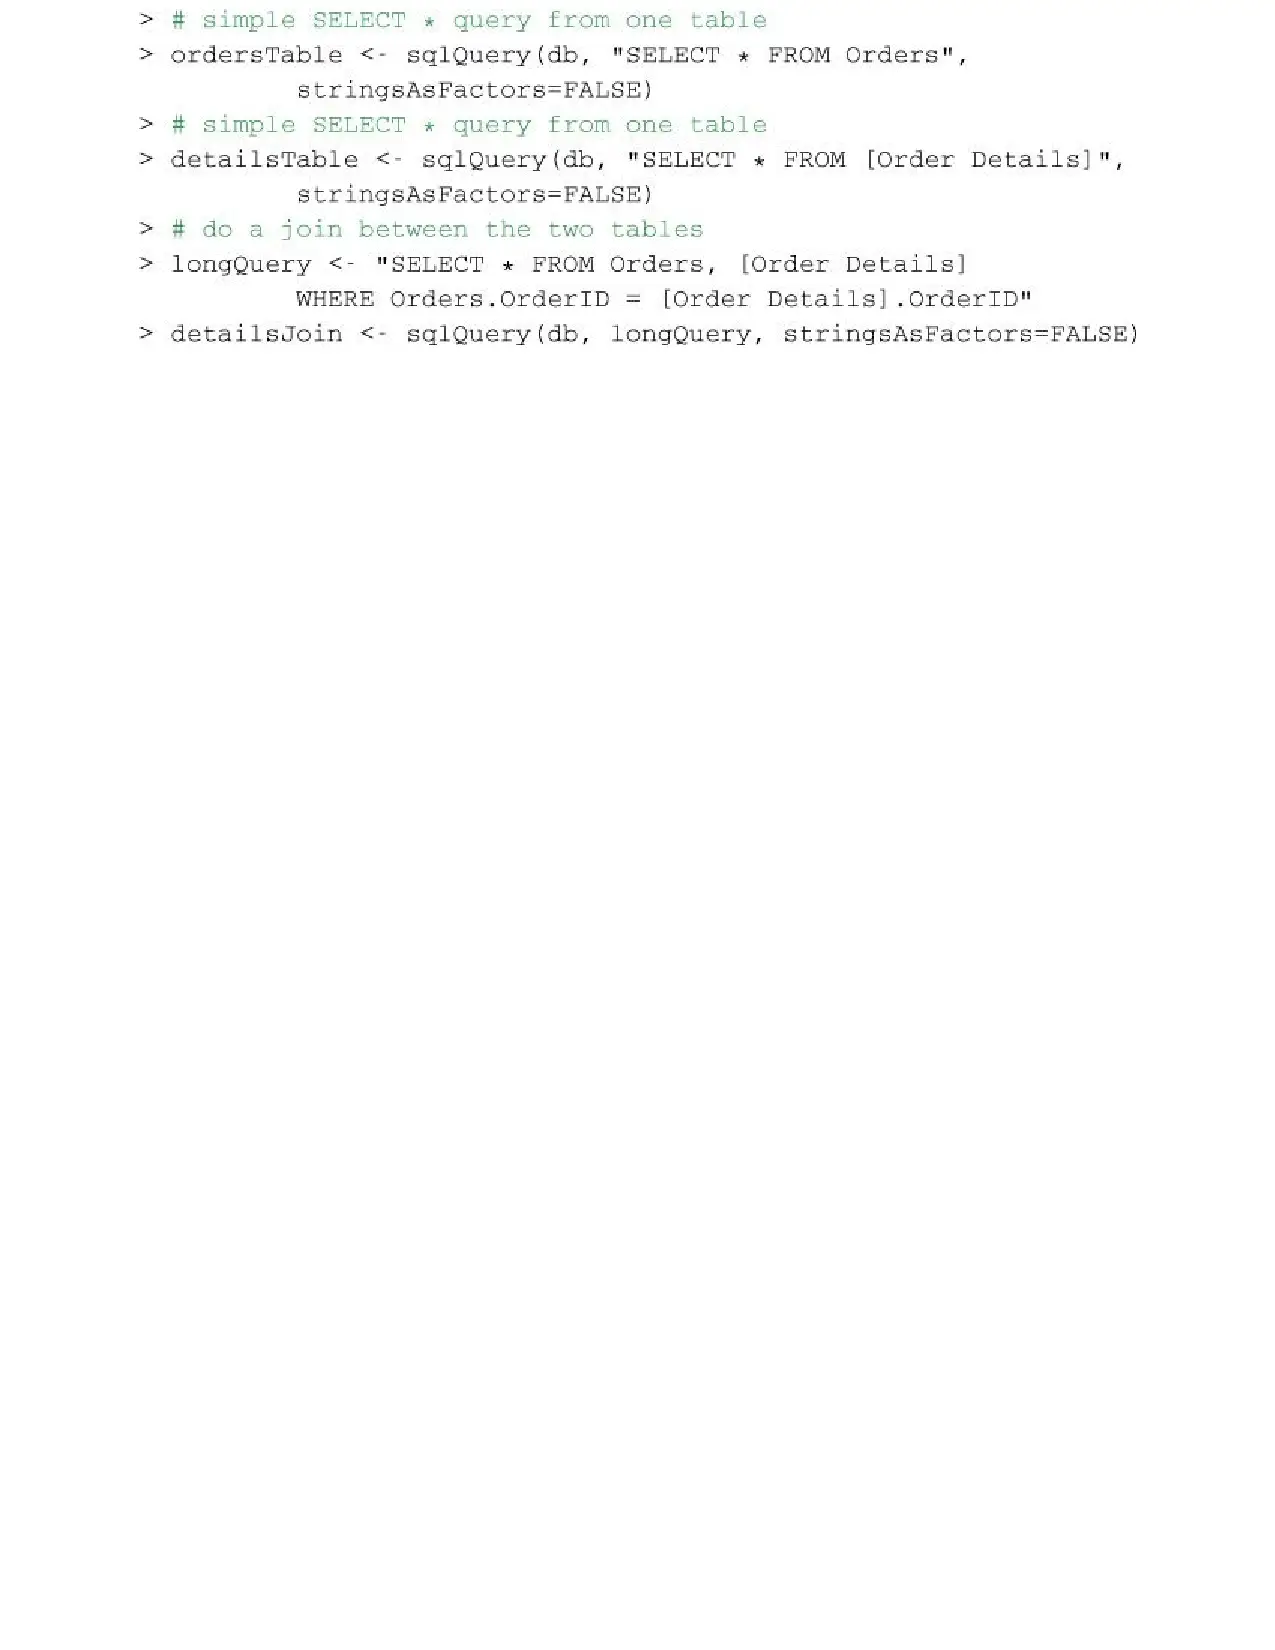 > # simple SELECT * query from one table
> ordersTable <- sqlQuery(db, "SELECT * FROM Orders",
stringsAsFactors=FALSE)
> # simple SELECT * query from one table
> detailsTable <- sqlQuery(db, "SELECT * FROM [Order Details]",
stringsAsFactors=FALSE)
> # do a join between the two tables
> longQuery <- "SELECT * FROM Orders, [Order Details]
WHERE Orders.OrderID = [Order Details].OrderID"
> detailsJoin <- sqlQuery(db, longQuery, stringsAsFactors=FALSE)